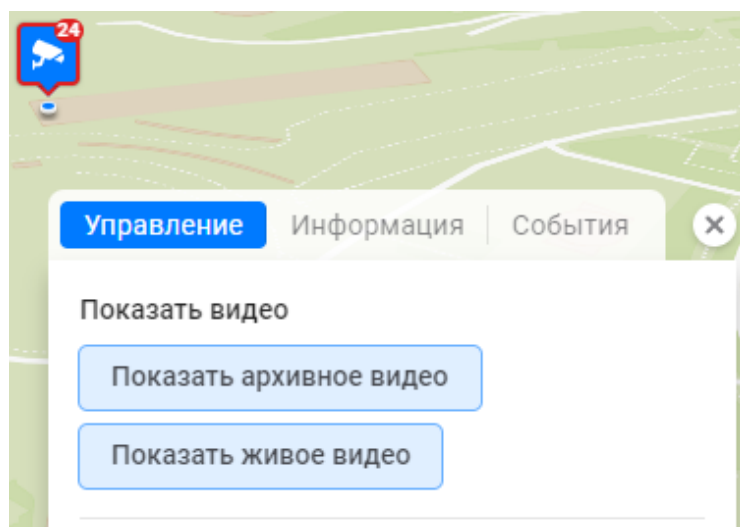 24
Управление Информация События
Показать видео
Показать архивное видео
Показать живое видео